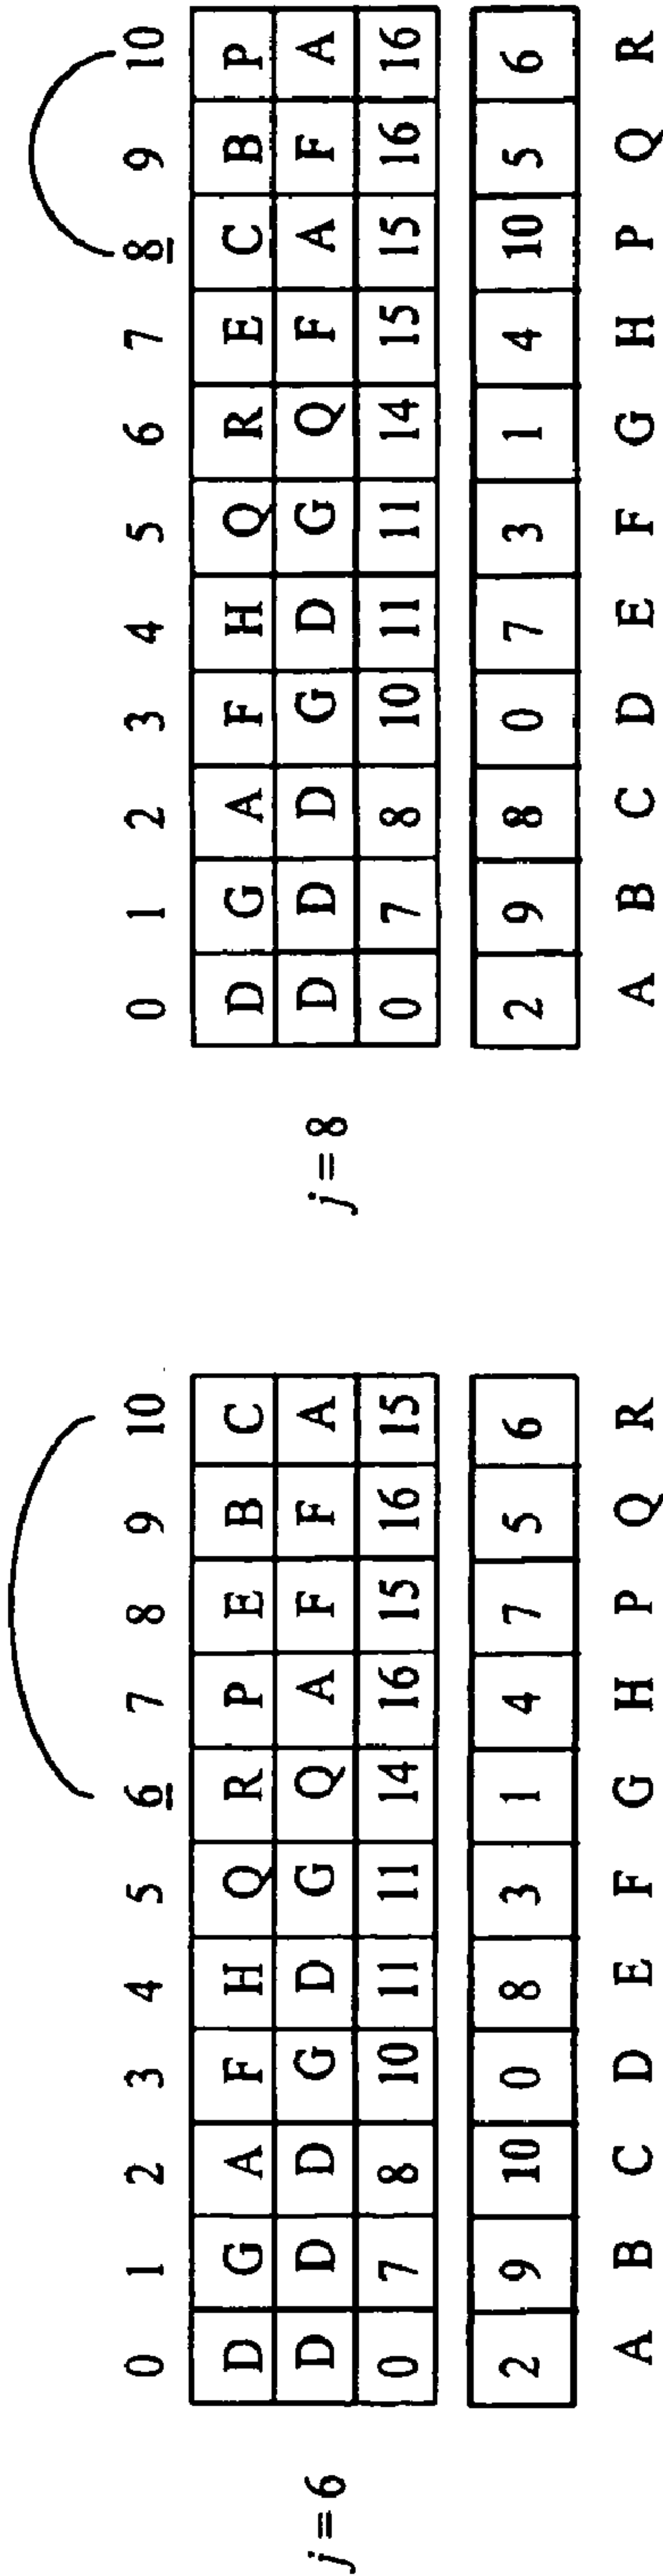 0 1 2 3 4 5 6 7 8 9 10
D G A F H Q R P E B C
j = 6
D D D G D G Q A F F A
0 7 8 10 11 11 14 16 15 16 15
2 9 10 0 8 3 1 4 7 5 6
A B C D E F G H P Q R
0 1 2 3 4 5 6 7 8 9 10
D G A F H Q R E C B P
j = 8
D D D G D G Q F A F A
0 7 8 10 11 11 14 15 15 16 16
2 9 8 0 7 3 1 4 10 5 6
A B C D E F G H P Q R